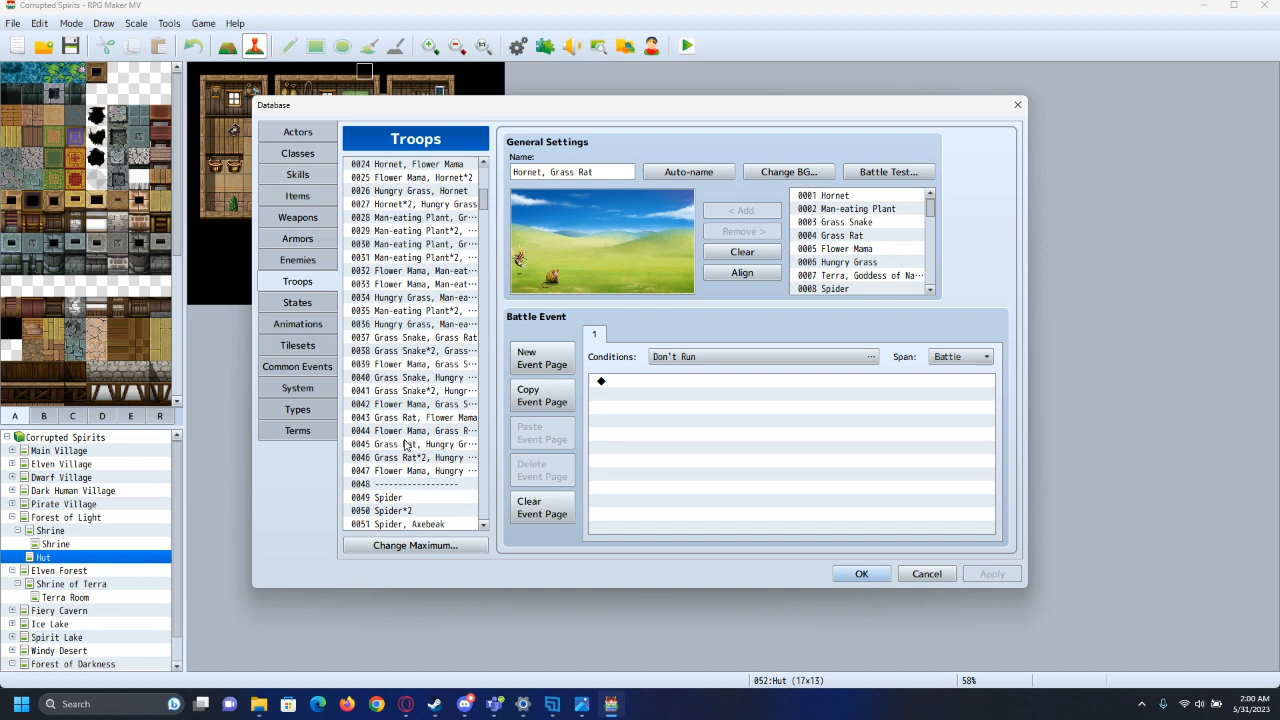 Corrupted Spirits - RPG Maker MV
File Edit Mode Draw Scale Tools Game Help
Database
Actors
Classes
Skills
Items
Weapons
Armors
Enemies
Troops
States
Animations
Tilesets
Common Events
System
Types
Terms
Troops
0024 Hornet, Flower Mama
0025 Flower Mama, Hornet*2
0026 Hungry Grass, Hornet
0027 Hornet*2, Hungry Grass
0028 Man-eating Plant, Gr···
0029 Man-eating Plant*2, ···
0030 Man-eating Plant, Gr···
0031 Man-eating Plant*2, ···
0032 Flower Mama, Man-eat···
0033 Flower Mama, Man-eat···
0034 Hungry Grass, Man-ea···
0035 Man-eating Plant*2, ···
0036 Hungry Grass, Man-ea···
0037 Grass Snake, Grass Rat
0038 Grass Snake*2, Grass···
0039 Flower Mama, Grass S···
0040 Grass Snake, Hungry ···
0041 Grass Snake*2, Hungr···
0042 Flower Mama, Grass S···
0043 Grass Rat, Flower Mama
0044 Flower Mama, Grass R···
0045 Grass Rat, Hungry Gr···
0046 Grass Rat*2, Hungry ···
0047 Flower Mama, Hungry ···
0048 -----------------
0049 Spider
0050 Spider*2
0051 Spider, Axebeak
Change Maximum...
General Settings
Name:
Hornet, Grass Rat
Auto-name
Change BG...
Battle Test...
< Add
Remove >
Clear
Align
0001 Hornet
0002 Man-eating Plant
0003 Grass Snake
0004 Grass Rat
0005 Flower Mama
0006 Hungry Grass
0007 Terra, Goddess of Na···
0008 Spider
Battle Event
1
New
Event Page
Copy
Event Page
Paste
Event Page
Delete
Event Page
Clear
Event Page
Conditions: Don't Run ··· Span: Battle
OK
Cancel
Apply
A B C D E R
Corrupted Spirits
Main Village
Elven Village
Dwarf Village
Dark Human Village
Pirate Village
Forest of Light
Shrine
Shrine
Hut
Elven Forest
Shrine of Terra
Terra Room
Fiery Cavern
Ice Lake
Spirit Lake
Windy Desert
Forest of Darkness
052:Hut (17×13)
58%
Search
2:00 AM
5/31/2023